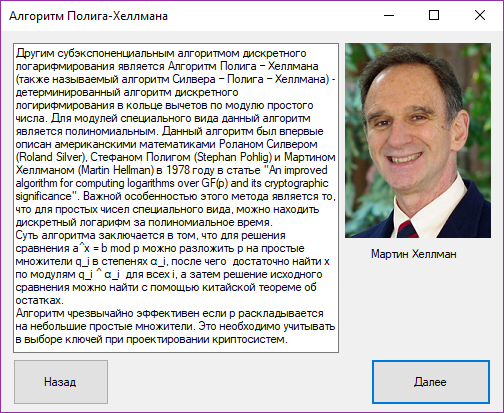 Алгоритм Полига-Хеллмана
Другим субэкспоненциальным алгоритмом дискретного
логарифмирования является Алгоритм Полига − Хеллмана
(также называемый алгоритм Силвера − Полига − Хеллмана) -
детерминированный алгоритм дискретного
логирифмирования в кольце вычетов по модулю простого
числа. Для модулей специального вида данный алгоритм
является полиномиальным. Данный алгоритм был впервые
описан американскими математиками Роланом Силвером
(Roland Silver), Стефаном Полигом (Stephan Pohlig) и Мартином
Хеллманом (Martin Hellman) в 1978 году в статье "An improved
algorithm for computing logarithms over GF(p) and its cryptographic
significance". Важной особенностью этого метода является то,
что для простых чисел специального вида, можно находить
дискретный логарифм за полиномиальное время.
Суть алгоритма заключается в том, что для решения
сравнения a^x = b mod p можно разложить p на простые
множители q_i в степенях α_i, после чего  достаточно найти x
по модулям q_i ^ α_i  для всех i, а затем решение исходного
сравнения можно найти с помощью китайской теореме об
остатках.
Алгоритм чрезвычайно эффективен если p раскладывается
на небольшие простые множители. Это необходимо учитывать
в выборе ключей при проектировании криптосистем.
Мартин Хеллман
Назад
Далее